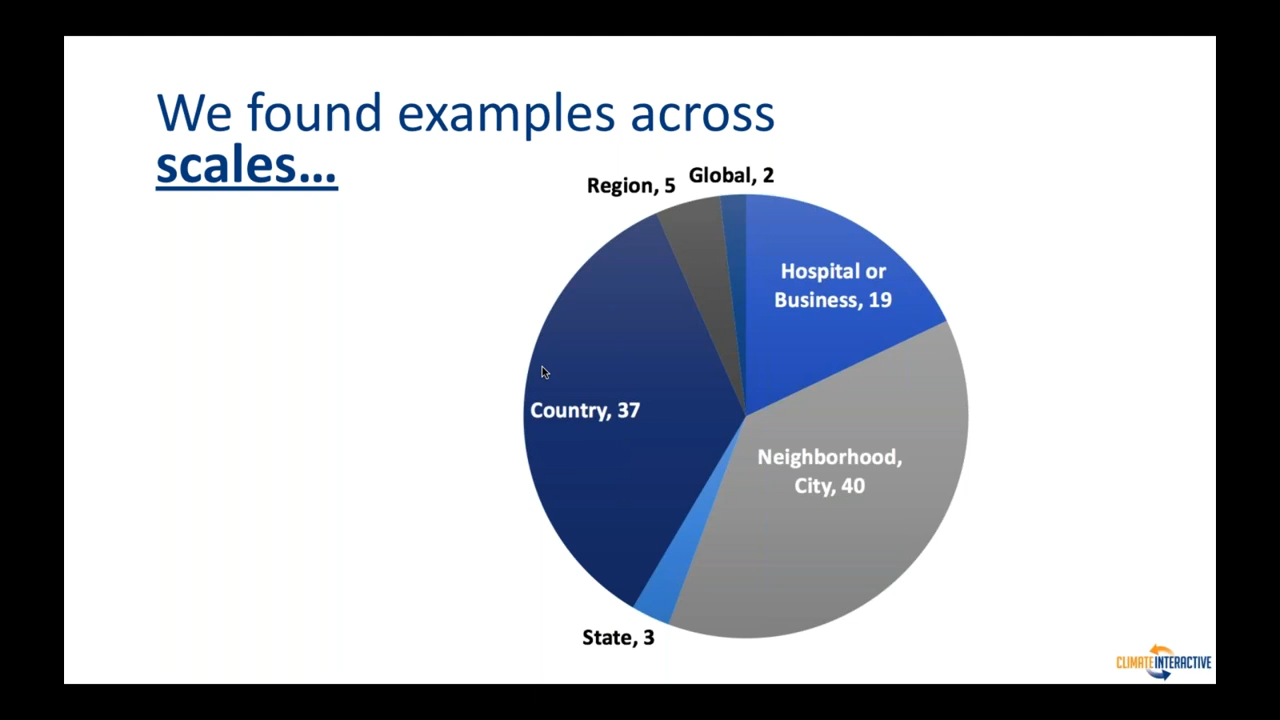 We found examples across
scales...
Region, 5
Global, 2
Hospital or
Business, 19
Country, 37
Neighborhood,
City, 40
State, 3
CLIMATE INTERACTIVE